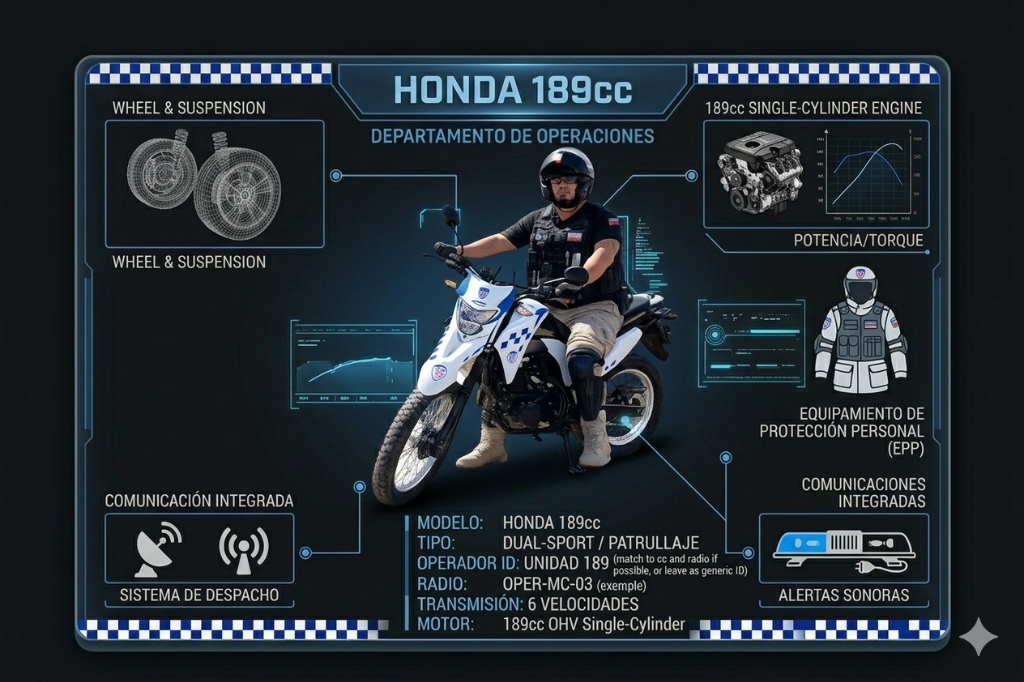 HONDA 189cc
DEPARTAMENTO DE OPERACIONES
WHEEL & SUSPENSION
WHEEL & SUSPENSION
189cc SINGLE-CYLINDER ENGINE
POTENCIA/TORQUE
EQUIPAMIENTO DE
PROTECCIÓN PERSONAL
(EPP)
COMUNICACIÓN INTEGRADA
SISTEMA DE DESPACHO
COMUNICACIONES
INTEGRADAS
ALERTAS SONORAS
MODELO: HONDA 189cc
TIPO: DUAL-SPORT / PATRULLAJE
OPERADOR ID: UNIDAD 189 (match to cc and radio if
possible, or leave as generic ID)
RADIO: OPER-MC-03 (exemple)
TRANSMISIÓN: 6 VELOCIDADES
MOTOR: 189cc OHV Single-Cylinder